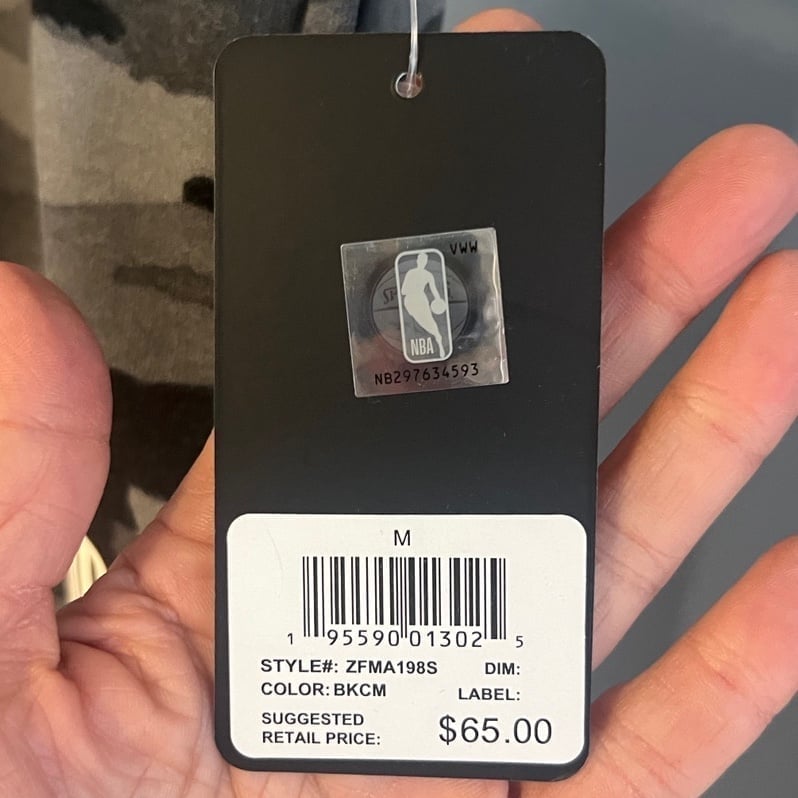 VWW
NBA
NB297634593
M
1 95590 01302 5
STYLE#: ZFMA198S DIM:
COLOR: BKCM LABEL:
SUGGESTED
RETAIL PRICE: $65.00